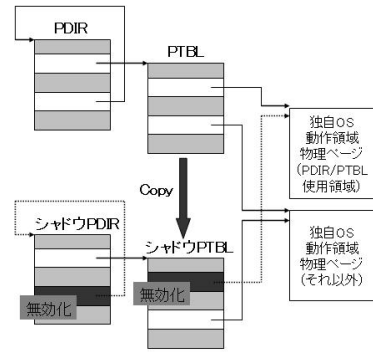 PDIR
PTBL
独自OS
動作領域
物理ページ
(PDIR/PTBL
使用領域)
Copy
シャドウPDIR
シャドウPTBL
無効化
無効化
独自OS
動作領域
物理ページ
(それ以外)